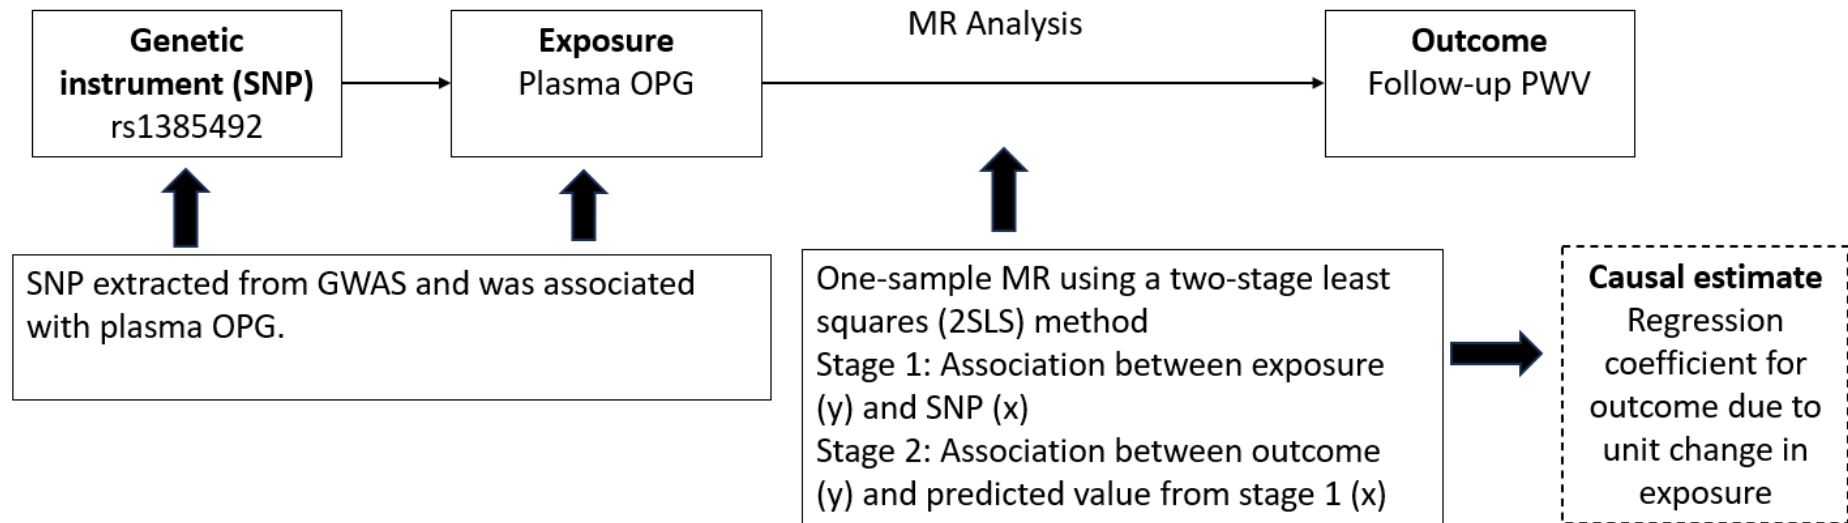 Genetic
instrument (SNP)
rs1385492
Exposure
Plasma OPG
MR Analysis
Outcome
Follow-up PWV
SNP extracted from GWAS and was associated
with plasma OPG.
One-sample MR using a two-stage least
squares (2SLS) method
Stage 1: Association between exposure
(y) and SNP (x)
Stage 2: Association between outcome
(y) and predicted value from stage 1 (x)
Causal estimate
Regression
coefficient for
outcome due to
unit change in
exposure